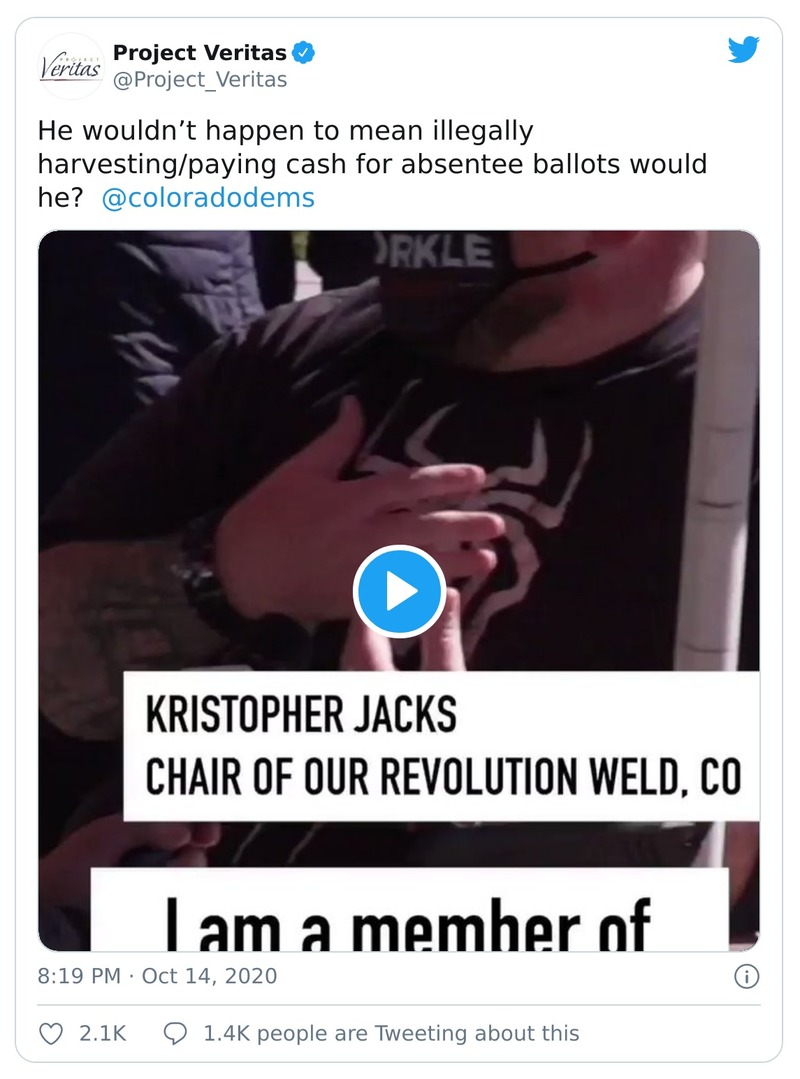 Project Veritas
@Project_Veritas
PROJECT
Veritas
He wouldn’t happen to mean illegally
harvesting/paying cash for absentee ballots would
he? @coloradodems
RKLE
KRISTOPHER JACKS
CHAIR OF OUR REVOLUTION WELD, CO
I am a member of
8:19 PM · Oct 14, 2020
2.1K 1.4K people are Tweeting about this